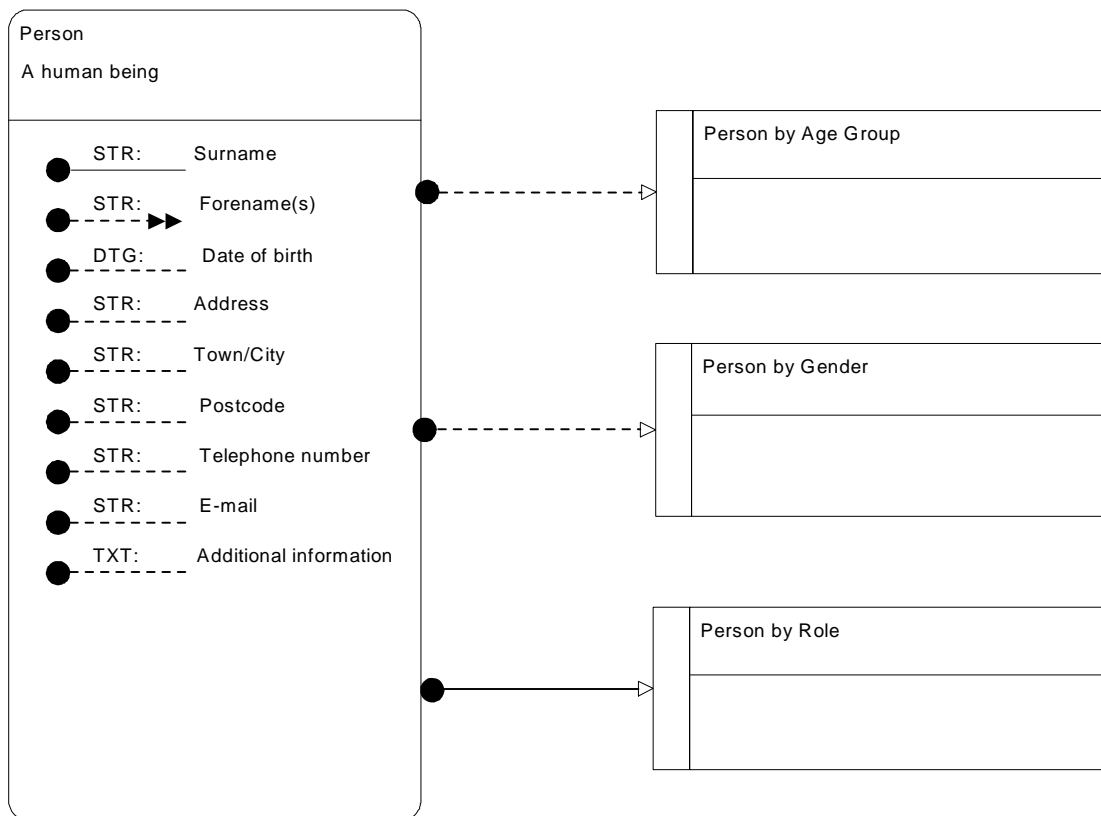 Person
A human being
STR: Surname
STR: Forename(s)
DTG: Date of birth
STR: Address
STR: Town/City
STR: Postcode
STR: Telephone number
STR: E-mail
TXT: Additional information
Person by Age Group
Person by Gender
Person by Role